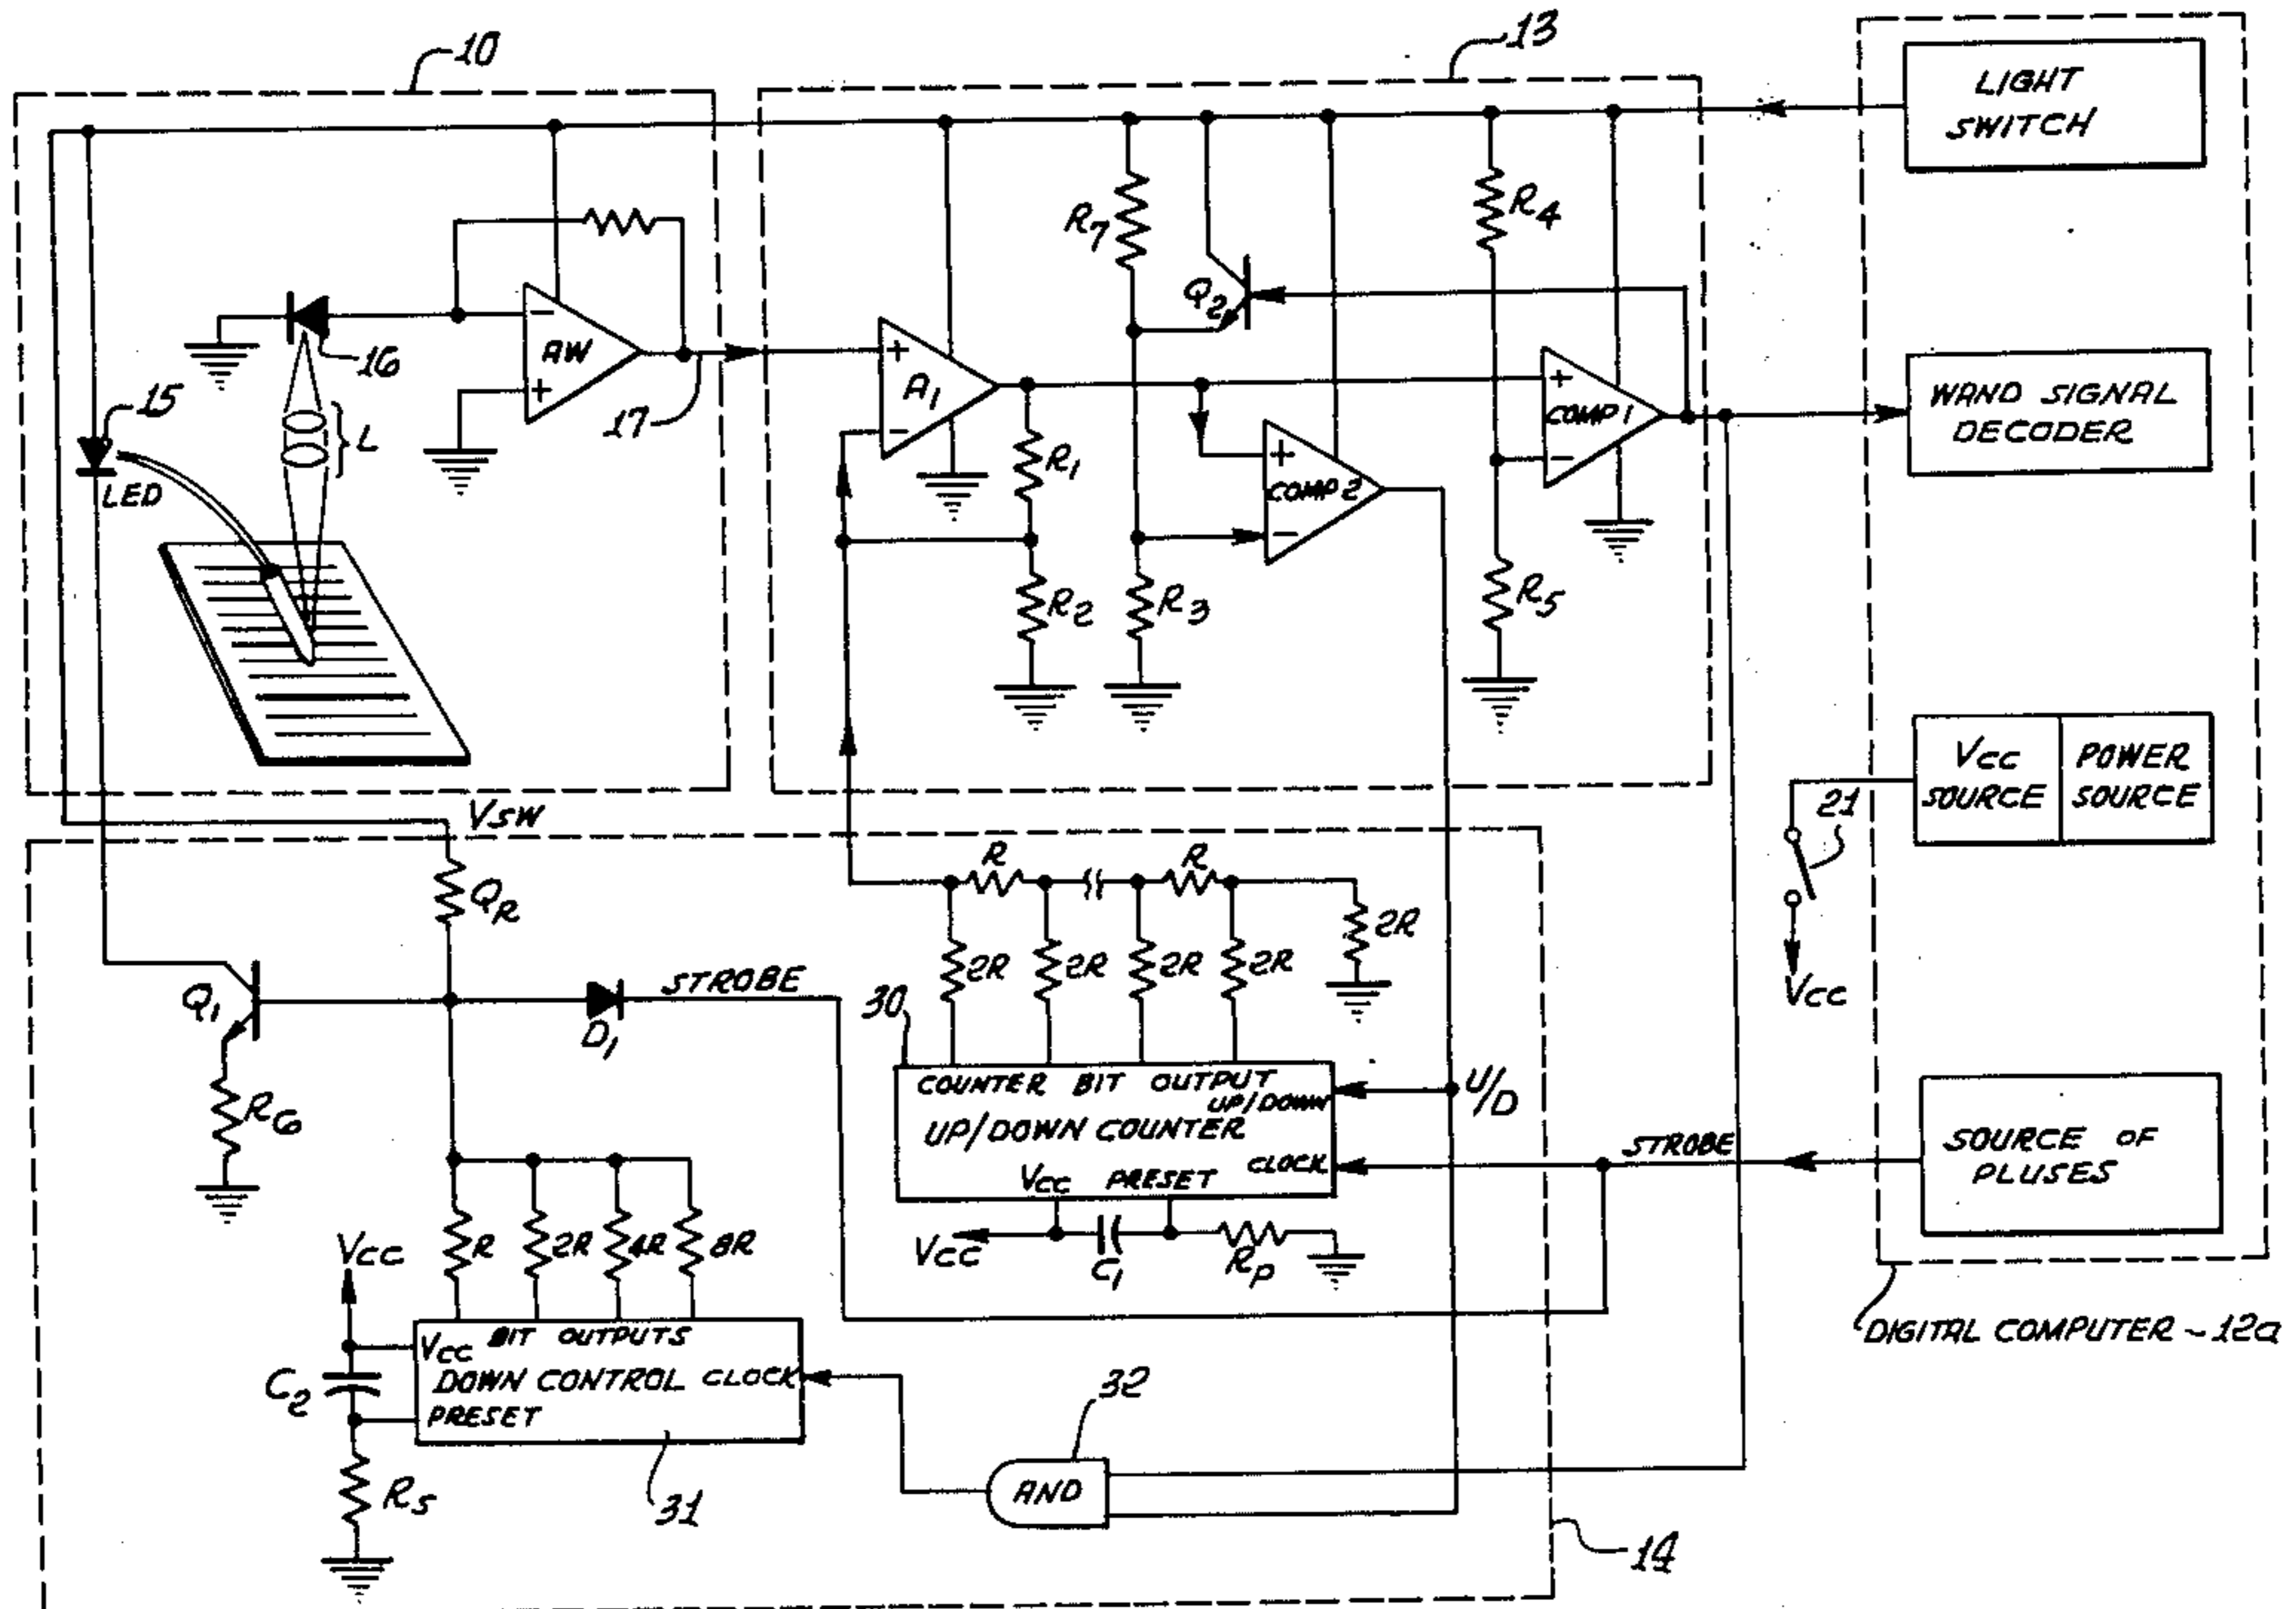 10
13
LIGHT
SWITCH
R7
Q2
R4
AW
16
15
LED
L
17
A1
R1
R2
R3
COMP 2
COMP 1
R5
WAND SIGNAL
DECODER
VCC
SOURCE
POWER
SOURCE
21
VCC
VSW
QR
R
R
2R
2R
2R
2R
2R
Q1
D1
STROBE
30
R6
COUNTER BIT OUTPUT
UP/DOWN
UP/DOWN COUNTER
CLOCK
VCC PRESET
U/D
STROBE
SOURCE OF
PLUSES
VCC
C1
RP
VCC
R
2R
4R
8R
C2
VCC BIT OUTPUTS
DOWN CONTROL CLOCK
PRESET
31
RS
32
AND
14
DIGITAL COMPUTER - 12a
+
-
+
-
+
-
+
-